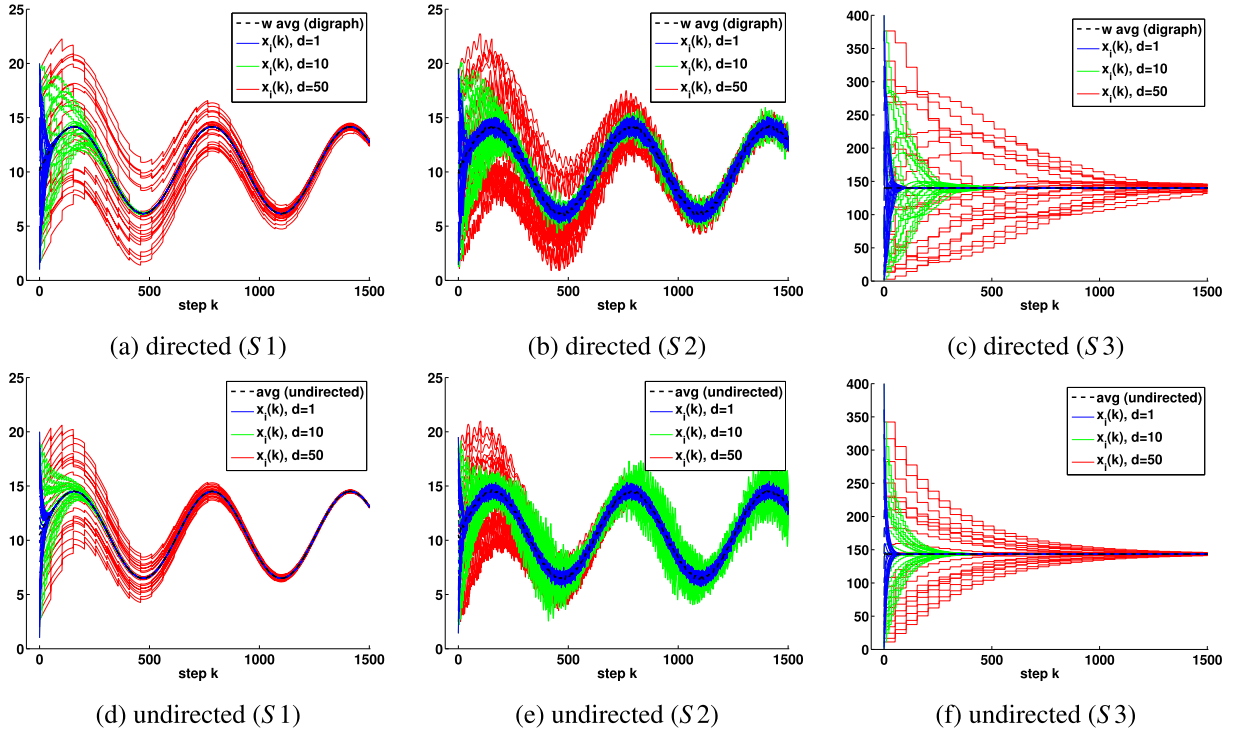 25
20
15
10
5
0
w avg (digraph)
x_i(k), d=1
x_i(k), d=10
x_i(k), d=50
0 500 1000 1500
step k
(a) directed (S1)
25
20
15
10
5
0
w avg (digraph)
x_i(k), d=1
x_i(k), d=10
x_i(k), d=50
0 500 1000 1500
step k
(b) directed (S2)
400
350
300
250
200
150
100
50
0
w avg (digraph)
x_i(k), d=1
x_i(k), d=10
x_i(k), d=50
0 500 1000 1500
step k
(c) directed (S3)
25
20
15
10
5
0
avg (undirected)
x_i(k), d=1
x_i(k), d=10
x_i(k), d=50
0 500 1000 1500
step k
(d) undirected (S1)
25
20
15
10
5
0
avg (undirected)
x_i(k), d=1
x_i(k), d=10
x_i(k), d=50
0 500 1000 1500
step k
(e) undirected (S2)
400
350
300
250
200
150
100
50
0
avg (undirected)
x_i(k), d=1
x_i(k), d=10
x_i(k), d=50
0 500 1000 1500
step k
(f) undirected (S3)